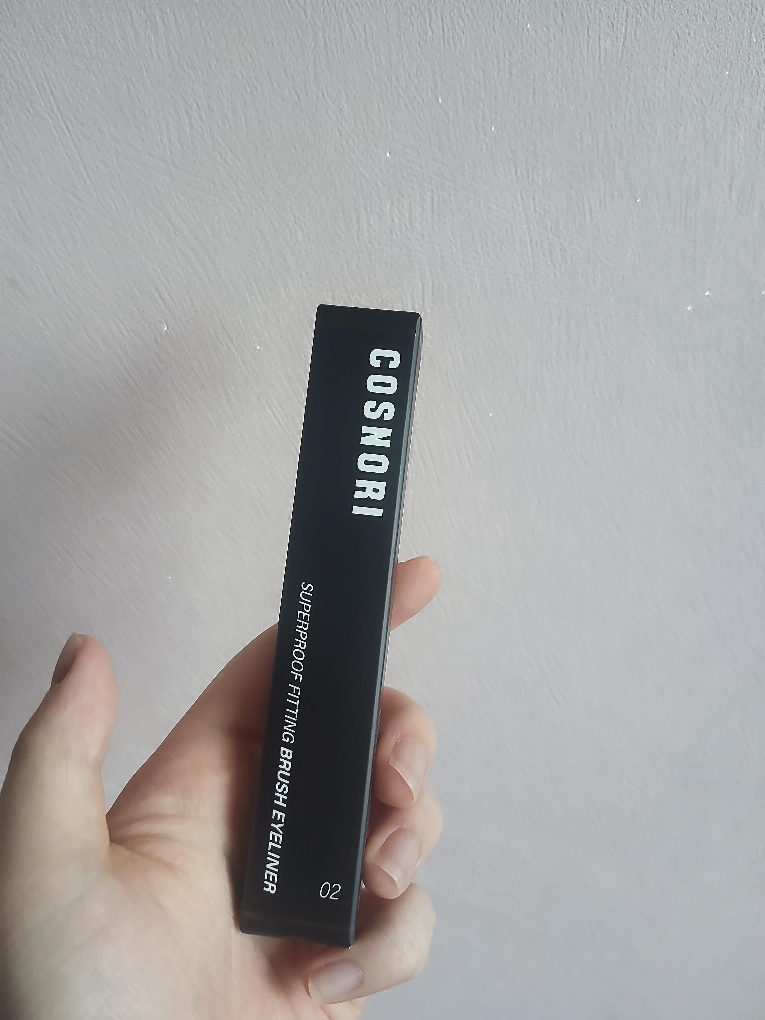 COSNORI
SUPERPROOF FITTING BRUSH EYELINER
02